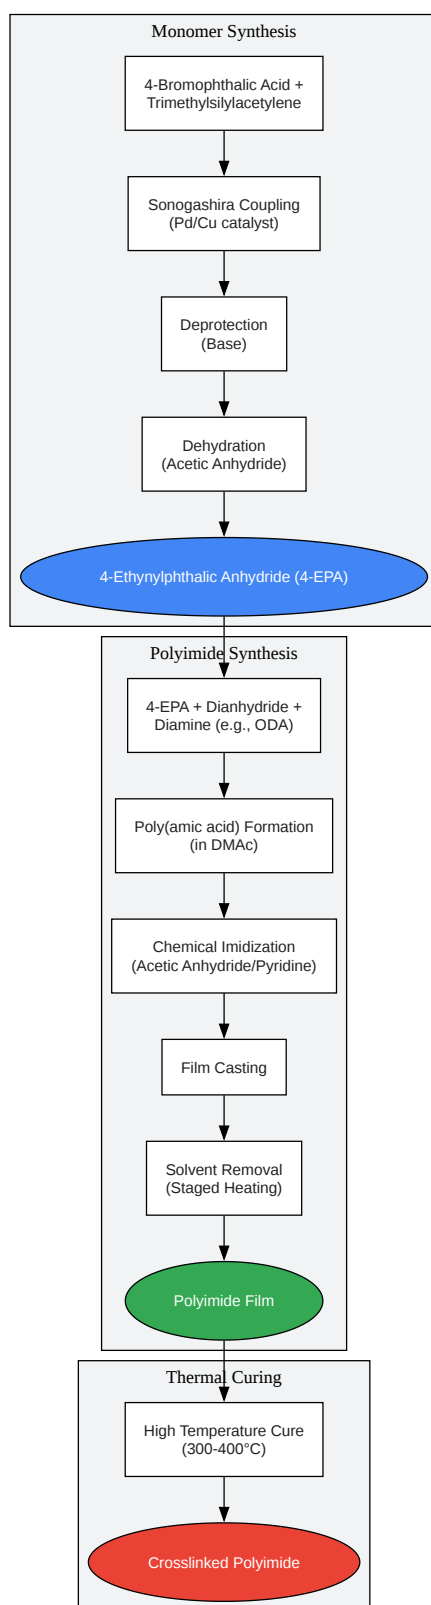 Monomer Synthesis
4-Bromophthalic Acid +
Trimethylsilylacetylene
Sonogashira Coupling
(Pd/Cu catalyst)
Deprotection
(Base)
Dehydration
(Acetic Anhydride)
4-Ethynylphthalic Anhydride (4-EPA)
Polyimide Synthesis
4-EPA + Dianhydride +
Diamine (e.g., ODA)
Poly(amic acid) Formation
(in DMAc)
Chemical Imidization
(Acetic Anhydride/Pyridine)
Film Casting
Solvent Removal
(Staged Heating)
Polyimide Film
Thermal Curing
High Temperature Cure
(300-400°C)
Crosslinked Polyimide